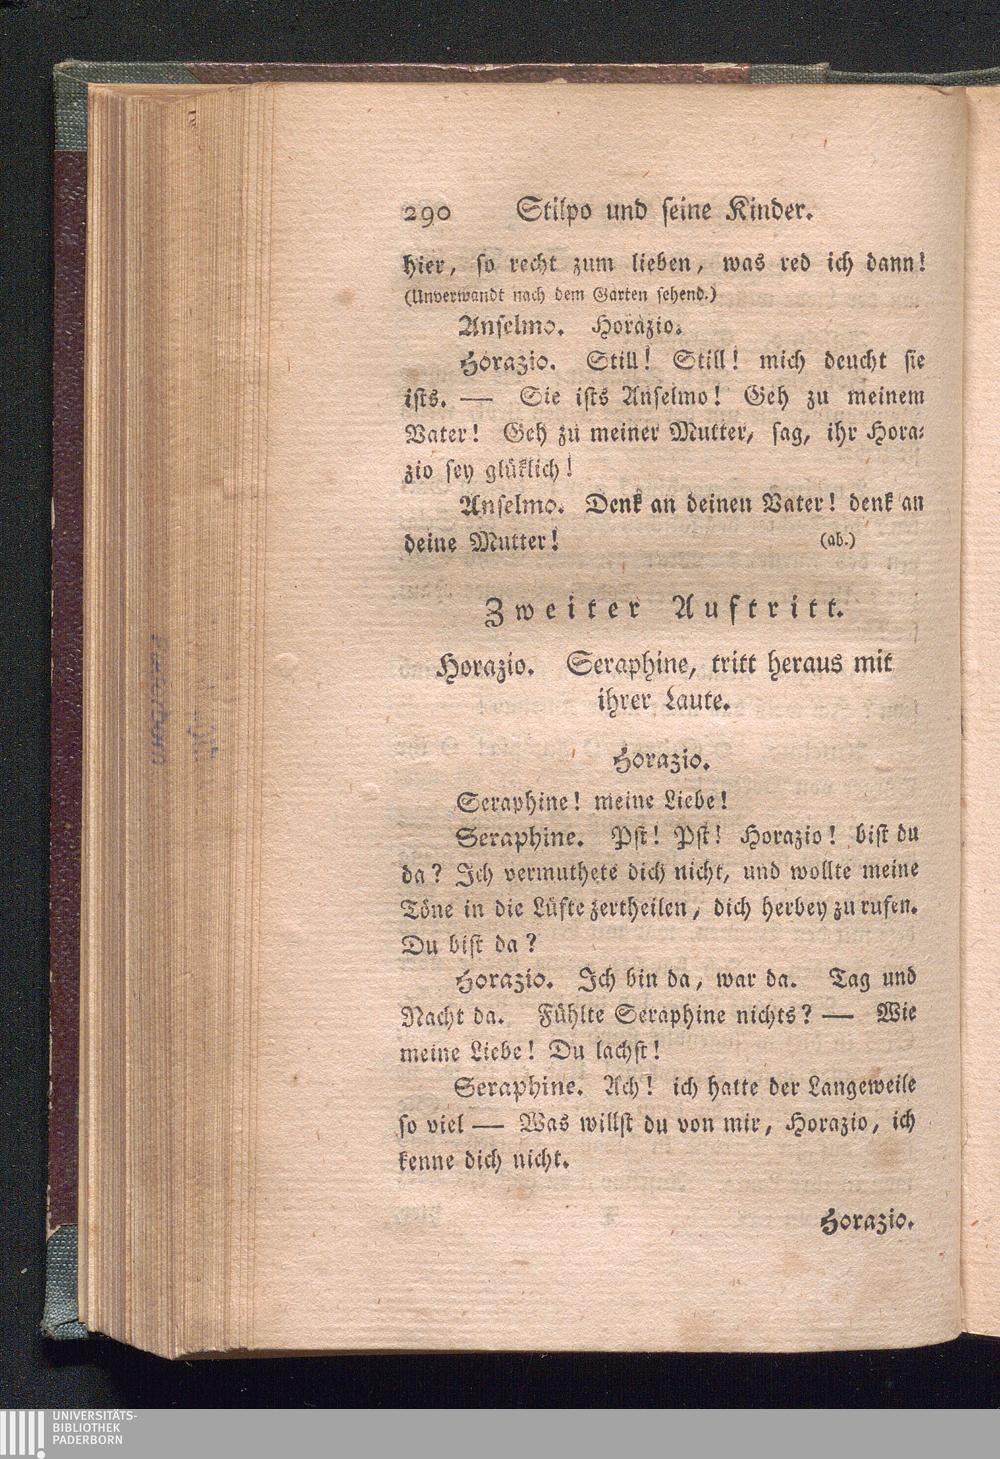 290 Stilpo und seine Kinder.
hier, so recht zum lieben, was red ich dann!
(Unverwandt nach dem Garten sehend.)
Anselmo. Horazio.
Horazio. Still! Still! mich deucht sie
ists. — Sie ists Anselmo! Geh zu meinem
Vater! Geh zu meiner Mutter, sag, ihr Hora-
zio sey glüklich!
Anselmo. Denk an deinen Vater! denk an
deine Mutter! (ab.)
Zweiter Auftritt.
Horazio. Seraphine, tritt heraus mit
ihrer Laute.
Horazio.
Seraphine! meine Liebe!
Seraphine. Pst! Pst! Horazio! bist du
da? Ich vermuthete dich nicht, und wollte meine
Töne in die Lüfte zertheilen, dich herbey zu rufen.
Du bist da?
Horazio. Ich bin da, war da. Tag und
Nacht da. Fühlte Seraphine nichts? — Wie
meine Liebe! Du lachst!
Seraphine. Ach! ich hatte der Langeweile
so viel — Was willst du von mir, Horazio, ich
kenne dich nicht.
Horazio.
UNIVERSITÄTS-
BIBLIOTHEK
PADERBORN